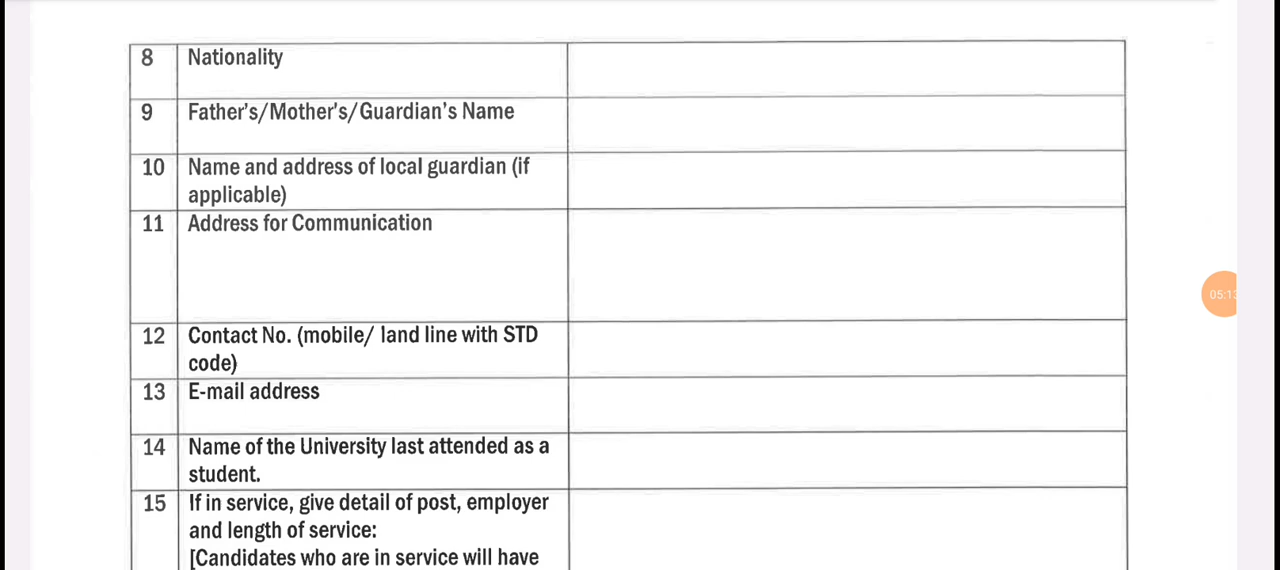 8 Nationality
9 Father's/Mother's/Guardian's Name
10 Name and address of local guardian (if
applicable)
11 Address for Communication
12 Contact No. (mobile/ land line with STD
code)
13 E-mail address
14 Name of the University last attended as a
student.
15 If in service, give detail of post, employer
and length of service:
[Candidates who are in service will have
05:13